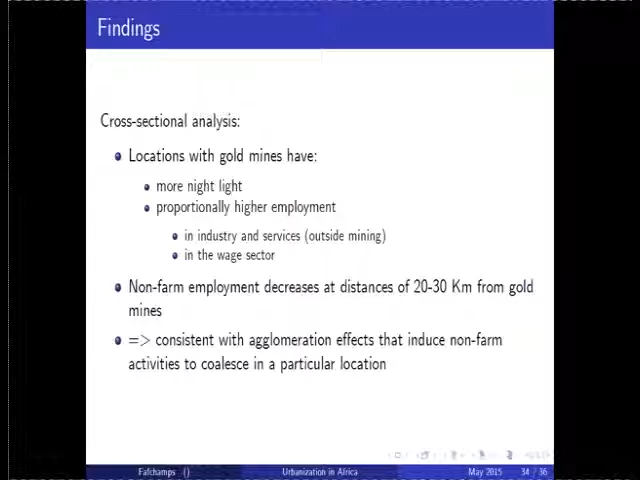 Findings
Cross-sectional analysis:
Locations with gold mines have:
more night light
proportionally higher employment
in industry and services (outside mining)
in the wage sector
Non-farm employment decreases at distances of 20-30 Km from gold
mines
=> consistent with agglomeration effects that induce non-farm
activities to coalesce in a particular location
Fafchamps () Urbanization in Africa May 2015 34 / 36